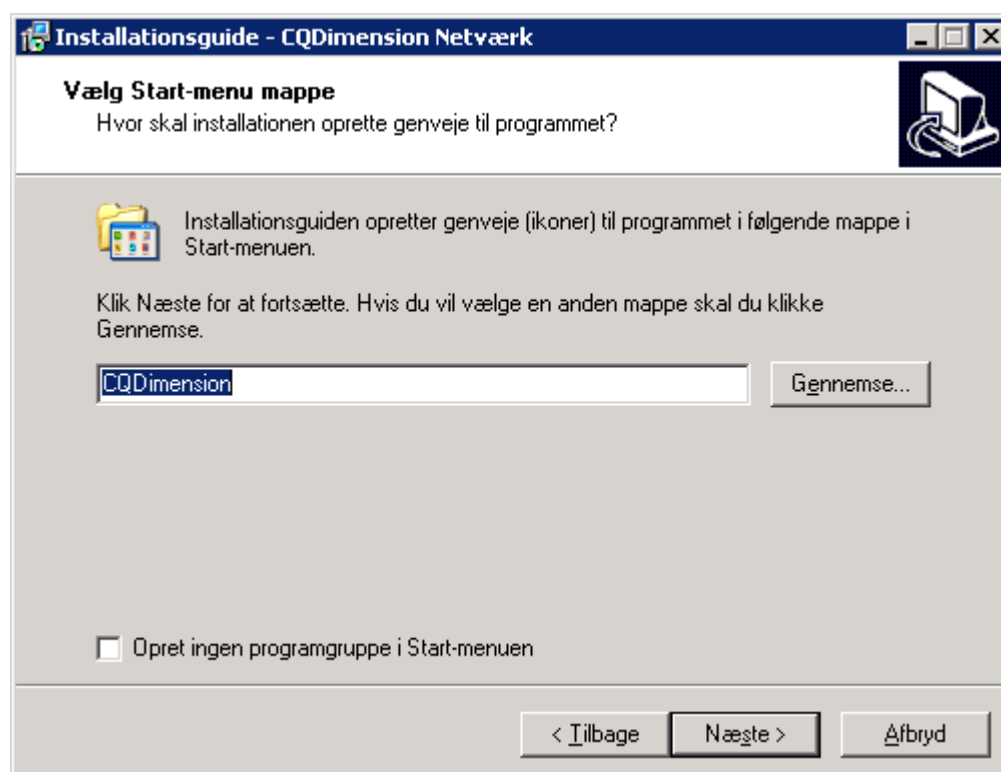 Installationsguide - CQDimension Netværk
Vælg Start-menu mappe
Hvor skal installationen oprette genveje til programmet?
Installationsguiden opretter genveje (ikoner) til programmet i følgende mappe i
Start-menuen.
Klik Næste for at fortsætte. Hvis du vil vælge en anden mappe skal du klikke
Gennemse.
CQDimension
Gennemse...
Opret ingen programgruppe i Start-menuen
< Tilbage
Næste >
Afbryd